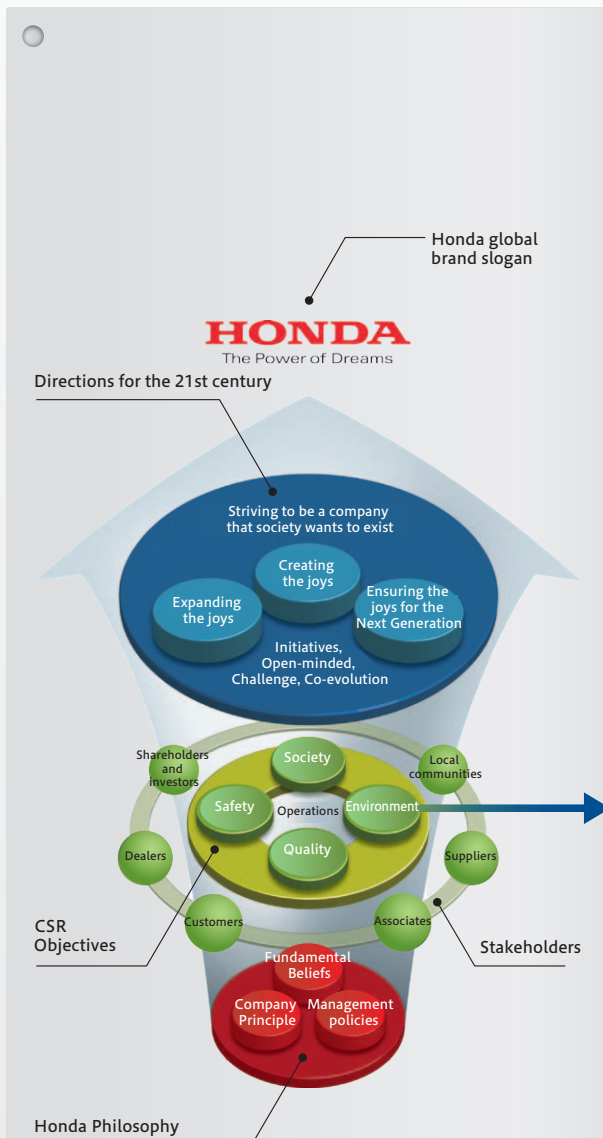 Honda global
brand slogan
HONDA
The Power of Dreams
Directions for the 21st century
Striving to be a company
that society wants to exist
Creating
the joys
Expanding
the joys
Ensuring the
joys for the
Next Generation
Initiatives,
Open-minded,
Challenge, Co-evolution
Shareholders
and
investors
Society
Local
communities
Safety
Operations
Environment
Quality
Dealers
Suppliers
Customers
Associates
CSR
Objectives
Stakeholders
Fundamental
Beliefs
Company
Principle
Management
policies
Honda Philosophy